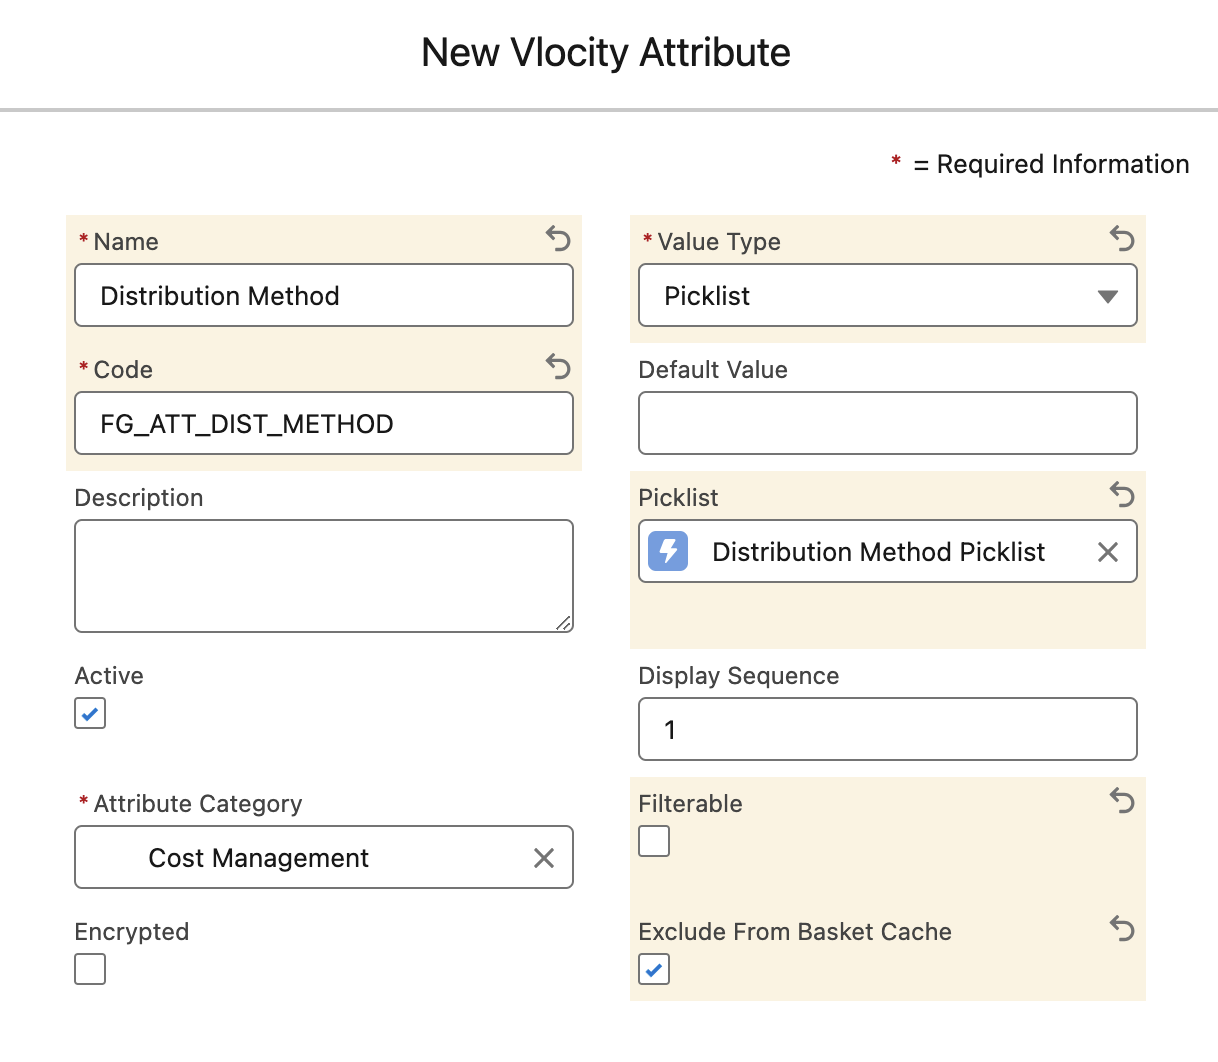 New Vlocity Attribute
* = Required Information
* Name
Distribution Method
* Value Type
Picklist
* Code
FG_ATT_DIST_METHOD
Default Value
Description
Picklist
Distribution Method Picklist
Active
Display Sequence
1
* Attribute Category
Cost Management
Filterable
Encrypted
Exclude From Basket Cache